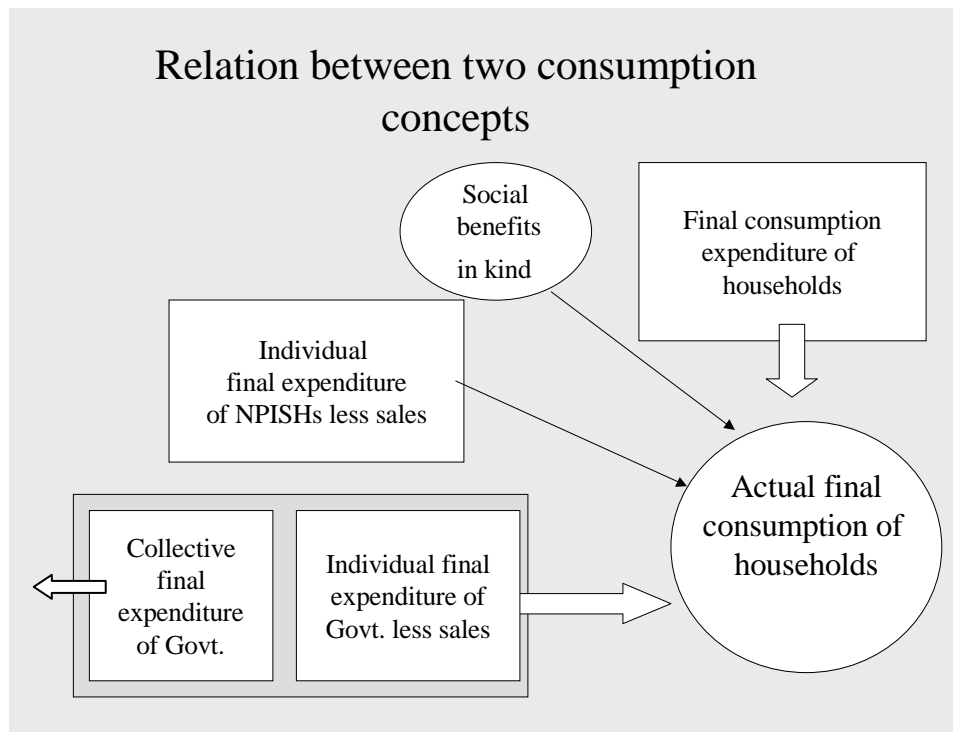 Relation between two consumption
concepts
Social
benefits
in kind
Final consumption
expenditure of
households
Individual
final expenditure
of NPISHs less sales
Actual final
consumption of
households
Collective
final
expenditure
of Govt.
Individual final
expenditure of
Govt. less sales